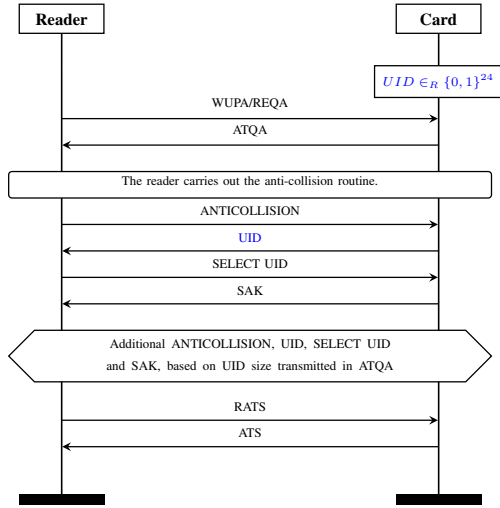 Reader
Card
UID ∈_R {0, 1}^24
WUPA/REQA
ATQA
The reader carries out the anti-collision routine.
ANTICOLLISION
UID
SELECT UID
SAK
Additional ANTICOLLISION, UID, SELECT UID
and SAK, based on UID size transmitted in ATQA
RATS
ATS